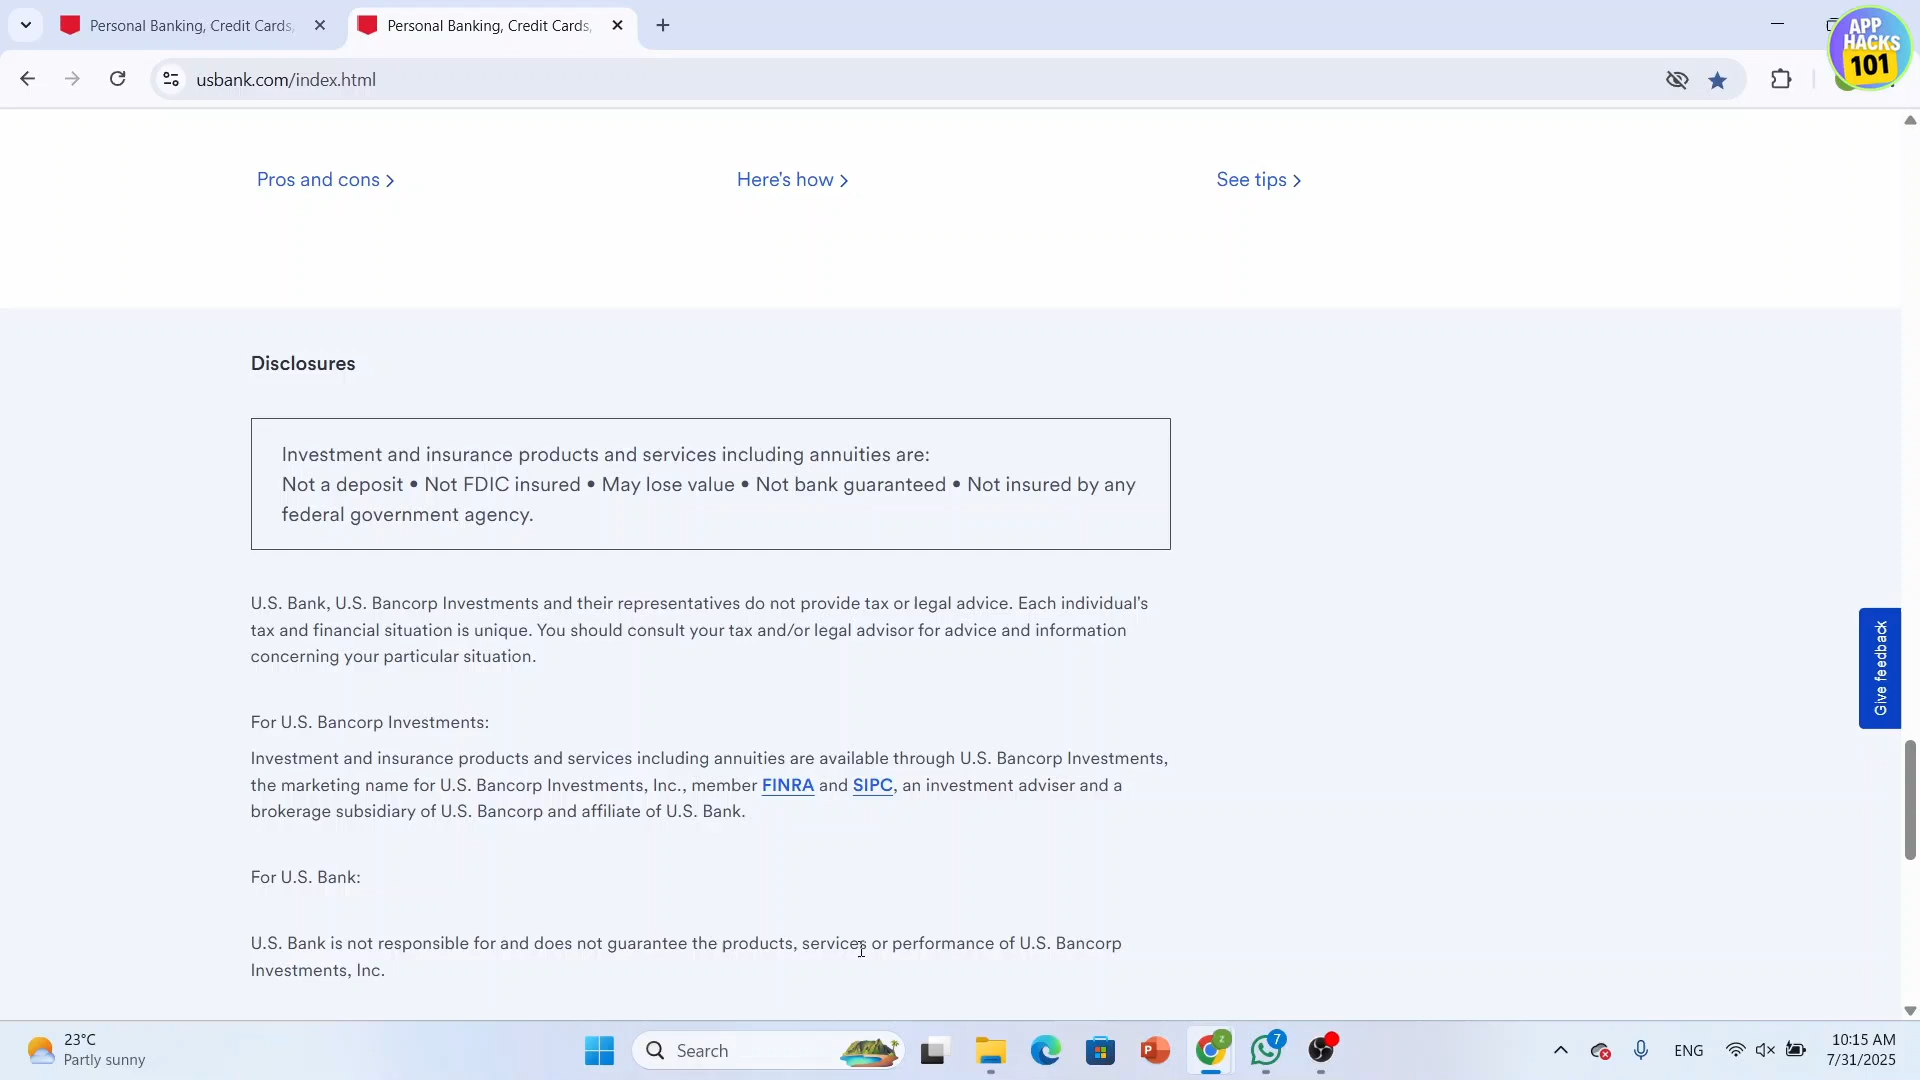 Personal Banking, Credit Cards,
Personal Banking, Credit Cards,
APP
HACKS
101
usbank.com/index.html
Pros and cons
Here's how
See tips
Disclosures
Investment and insurance products and services including annuities are:
Not a deposit • Not FDIC insured • May lose value • Not bank guaranteed • Not insured by any
federal government agency.
U.S. Bank, U.S. Bancorp Investments and their representatives do not provide tax or legal advice. Each individual's
tax and financial situation is unique. You should consult your tax and/or legal advisor for advice and information
concerning your particular situation.
Give feedback
For U.S. Bancorp Investments:
Investment and insurance products and services including annuities are available through U.S. Bancorp Investments,
the marketing name for U.S. Bancorp Investments, Inc., member FINRA and SIPC, an investment adviser and a
brokerage subsidiary of U.S. Bancorp and affiliate of U.S. Bank.
For U.S. Bank:
U.S. Bank is not responsible for and does not guarantee the products, services or performance of U.S. Bancorp
Investments, Inc.
23°C
Partly sunny
Search
P
z
7
ENG
10:15 AM
7/31/2025